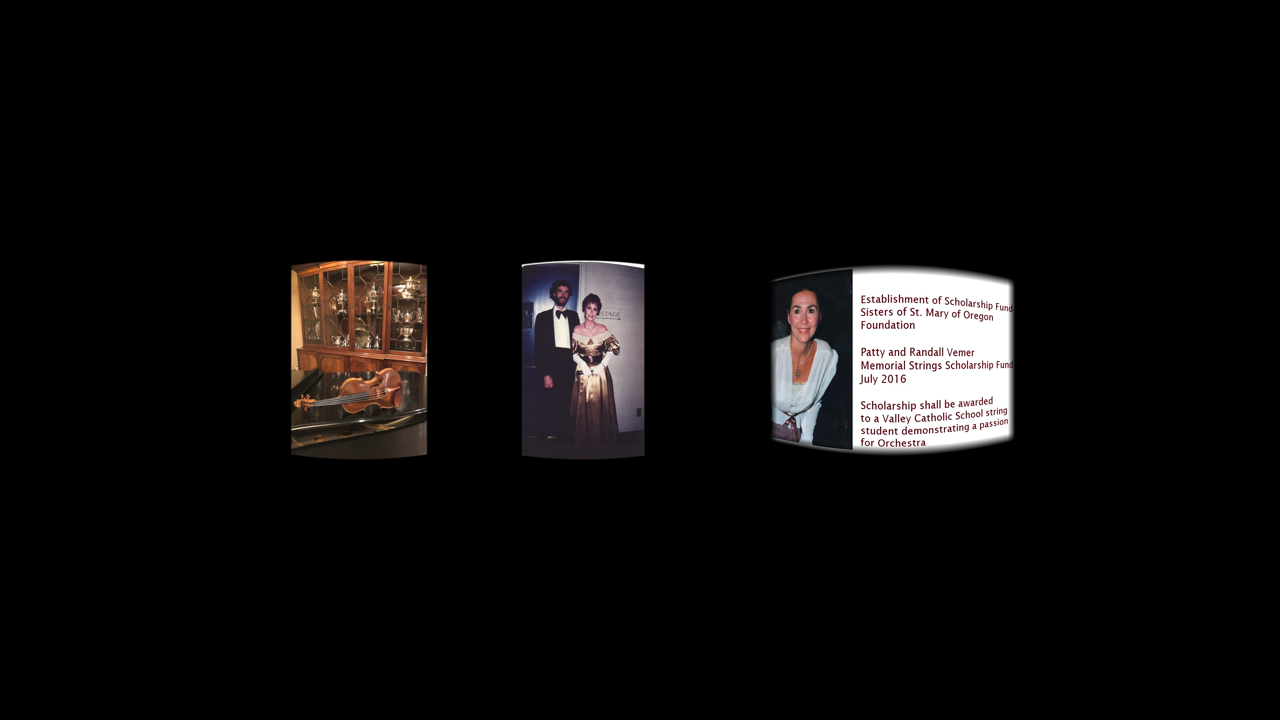 STAGE
Establishment of Scholarship Fund
Sisters of St. Mary of Oregon
Foundation
Patty and Randall Vemer
Memorial Strings Scholarship Fund
July 2016
Scholarship shall be awarded
to a Valley Catholic School string
student demonstrating a passion
for Orchestra